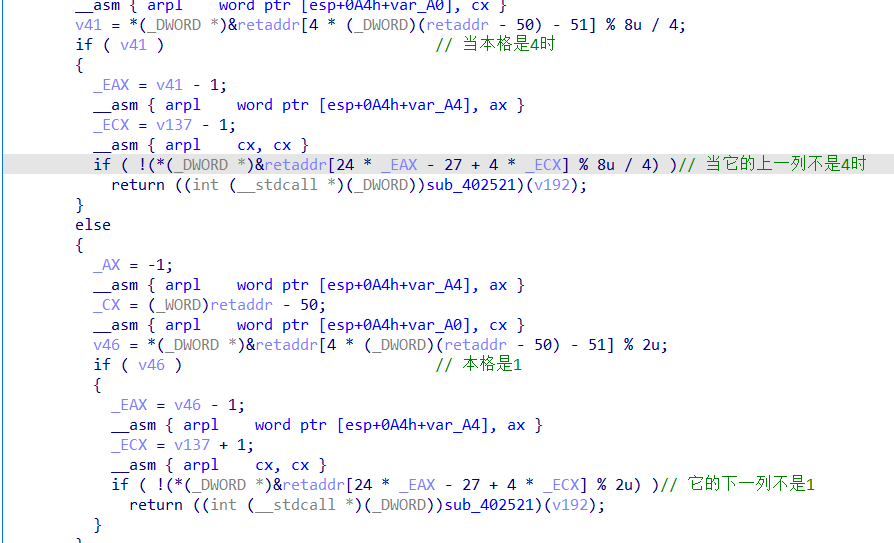 __asm { arpl    word ptr [esp+0A4h+var_A0], cx }
v41 = *(_DWORD *)&retaddr[4 * (_DWORD)(retaddr - 50) - 51] % 8u / 4;
if ( v41 )                              // 当本格是4时
{
  _EAX = v41 - 1;
  __asm { arpl    word ptr [esp+0A4h+var_A4], ax }
  _ECX = v137 - 1;
  __asm { arpl    cx, cx }
  if ( !(*(_DWORD *)&retaddr[24 * _EAX - 27 + 4 * _ECX] % 8u / 4) )// 当它的上一列不是4时
    return ((int (__stdcall *)(_DWORD))sub_402521)(v192);
}
else
{
  _AX = -1;
  __asm { arpl    word ptr [esp+0A4h+var_A4], ax }
  _CX = (_WORD)retaddr - 50;
  __asm { arpl    word ptr [esp+0A4h+var_A0], cx }
  v46 = *(_DWORD *)&retaddr[4 * (_DWORD)(retaddr - 50) - 51] % 2u;
  if ( v46 )                            // 本格是1
  {
    _EAX = v46 - 1;
    __asm { arpl    word ptr [esp+0A4h+var_A4], ax }
    _ECX = v137 + 1;
    __asm { arpl    cx, cx }
    if ( !(*(_DWORD *)&retaddr[24 * _EAX - 27 + 4 * _ECX] % 2u) )// 它的下一列不是1
      return ((int (__stdcall *)(_DWORD))sub_402521)(v192);
  }
}